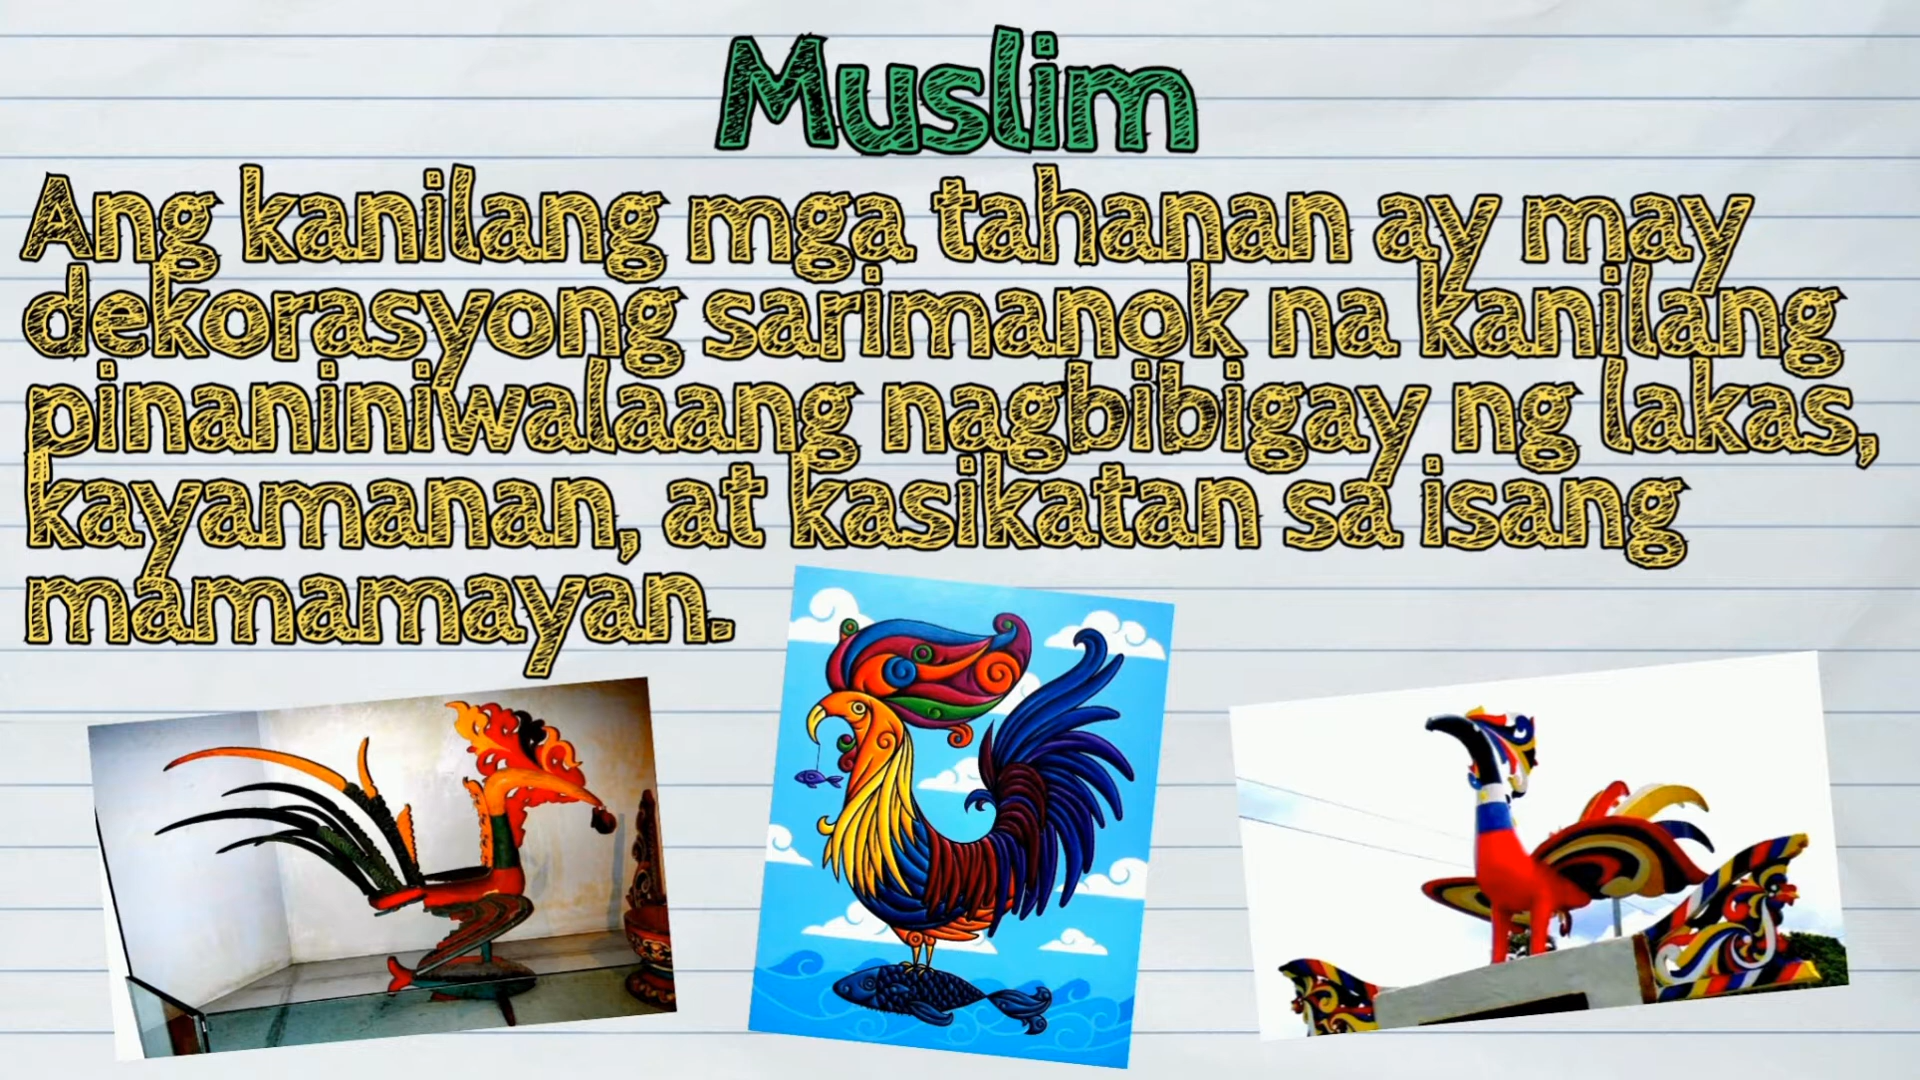 Muslim
Ang kanilang mga tahanan ay may
dekorasyong sarimanok na kanilang
pinaniniwalaang nagbibigay ng lakas,
kayamanan, at kasikatan sa isang
mamamayan.